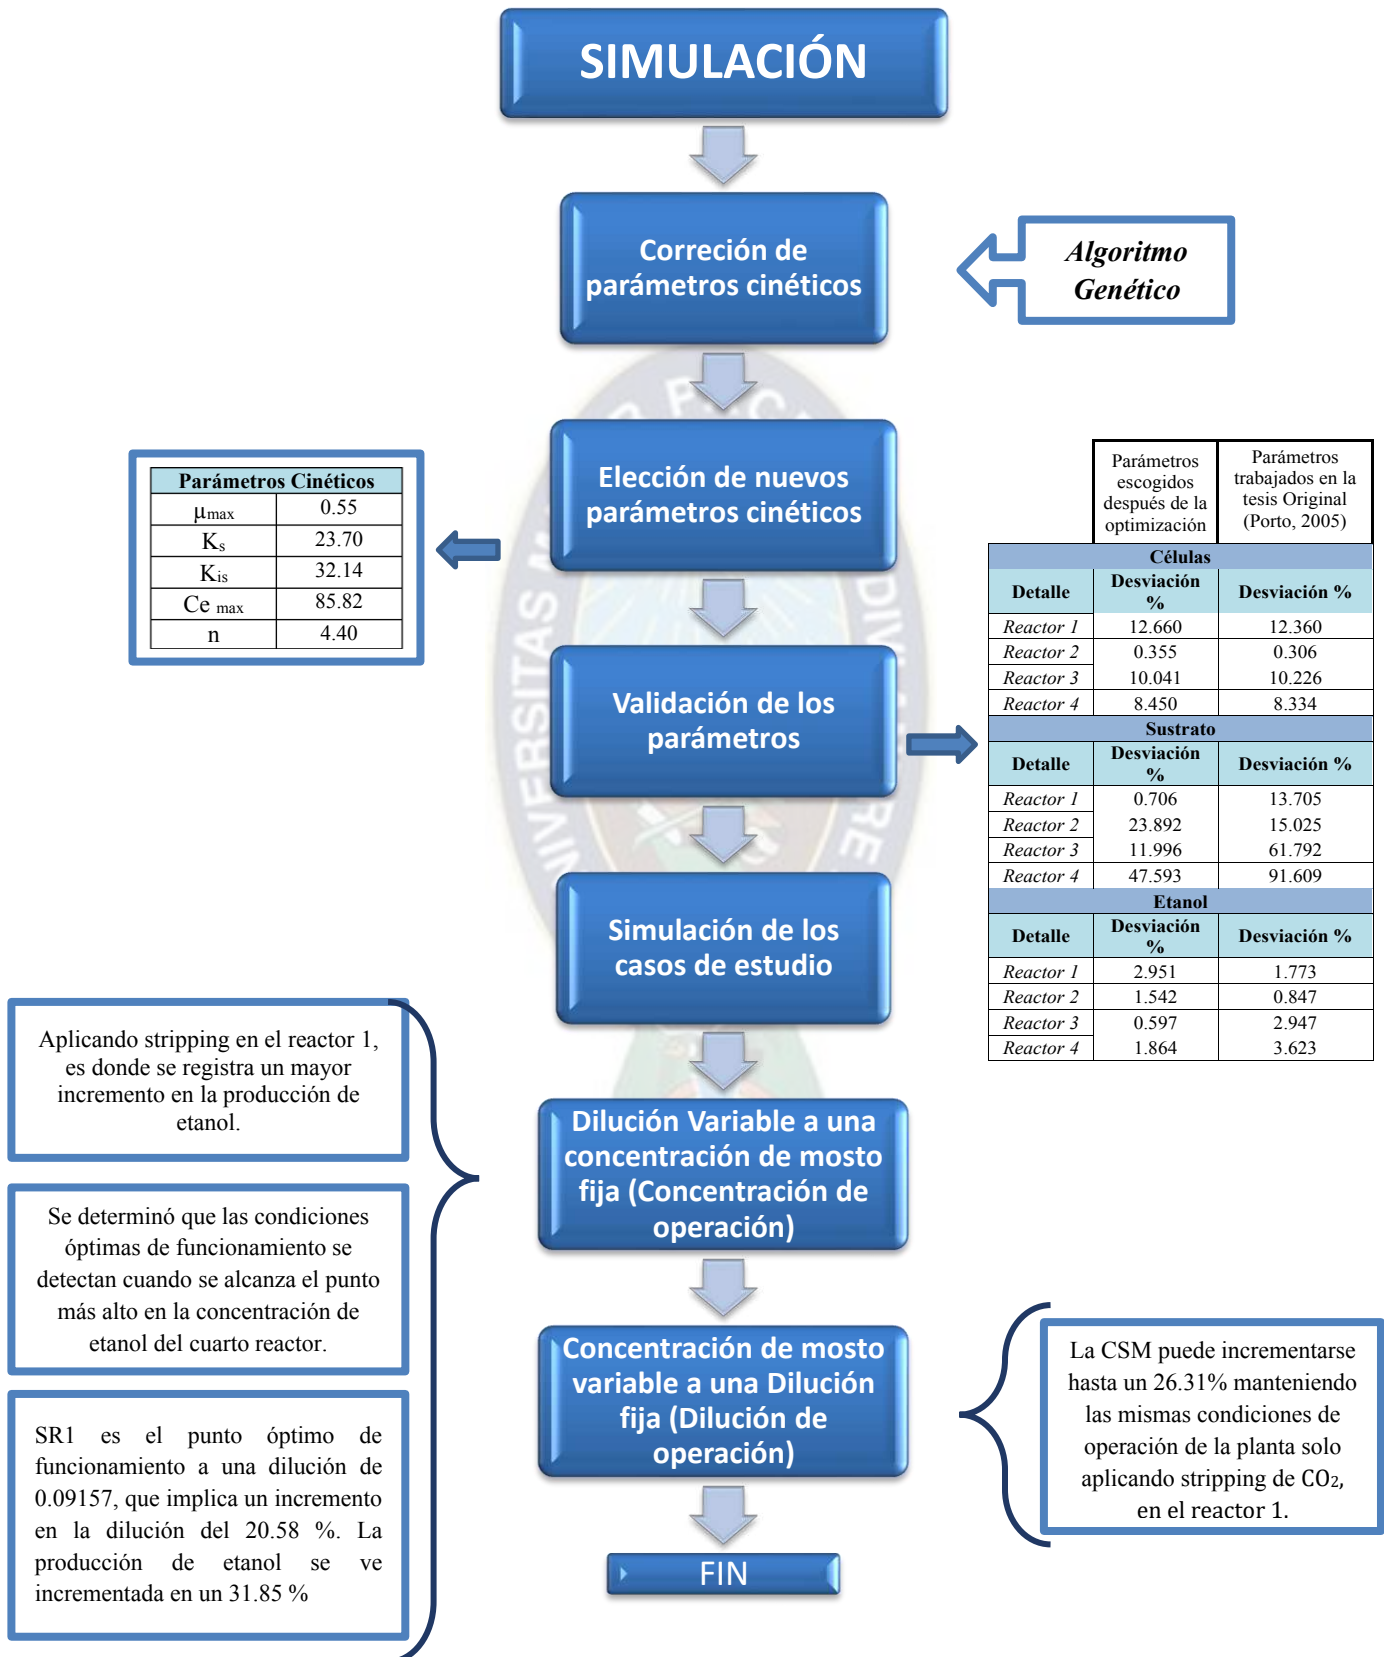 SIMULACIÓN
Correción de
parámetros cinéticos
Algoritmo
Genético
Elección de nuevos
parámetros cinéticos
Parámetros Cinéticos
μmax 0.55
Ks 23.70
Kis 32.14
Ce max 85.82
n 4.40
Validación de los
parámetros
Parámetros
escogidos
después de la
optimización
Parámetros
trabajados en la
tesis Original
(Porto, 2005)
Células
Detalle Desviación % Desviación %
Reactor 1 12.660 12.360
Reactor 2 0.355 0.306
Reactor 3 10.041 10.226
Reactor 4 8.450 8.334
Sustrato
Detalle Desviación % Desviación %
Reactor 1 0.706 13.705
Reactor 2 23.892 15.025
Reactor 3 11.996 61.792
Reactor 4 47.593 91.609
Etanol
Detalle Desviación % Desviación %
Reactor 1 2.951 1.773
Reactor 2 1.542 0.847
Reactor 3 0.597 2.947
Reactor 4 1.864 3.623
Simulación de los
casos de estudio
Dilución Variable a una
concentración de mosto
fija (Concentración de
operación)
Aplicando stripping en el reactor 1,
es donde se registra un mayor
incremento en la producción de
etanol.
Se determinó que las condiciones
óptimas de funcionamiento se
detectan cuando se alcanza el punto
más alto en la concentración de
etanol del cuarto reactor.
SR1 es el punto óptimo de
funcionamiento a una dilución de
0.09157, que implica un incremento
en la dilución del 20.58 %. La
producción de etanol se ve
incrementada en un 31.85 %
Concentración de mosto
variable a una Dilución
fija (Dilución de
operación)
La CSM puede incrementarse
hasta un 26.31% manteniendo
las mismas condiciones de
operación de la planta solo
aplicando stripping de CO₂,
en el reactor 1.
FIN